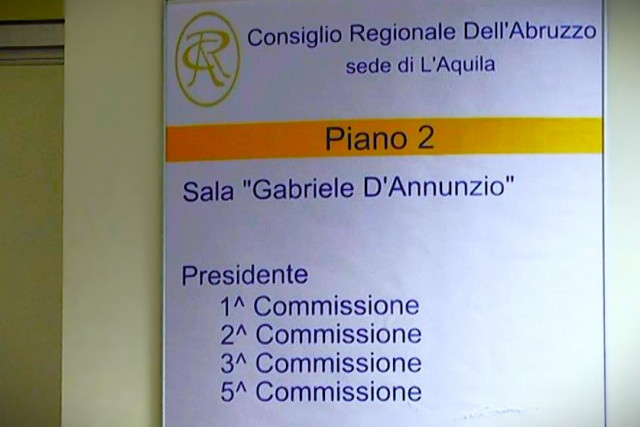 Consiglio Regionale Dell'Abruzzo
sede di L'Aquila
Piano 2
Sala "Gabriele D'Annunzio"
Presidente
1^ Commissione
2^ Commissione
3^ Commissione
5^ Commissione